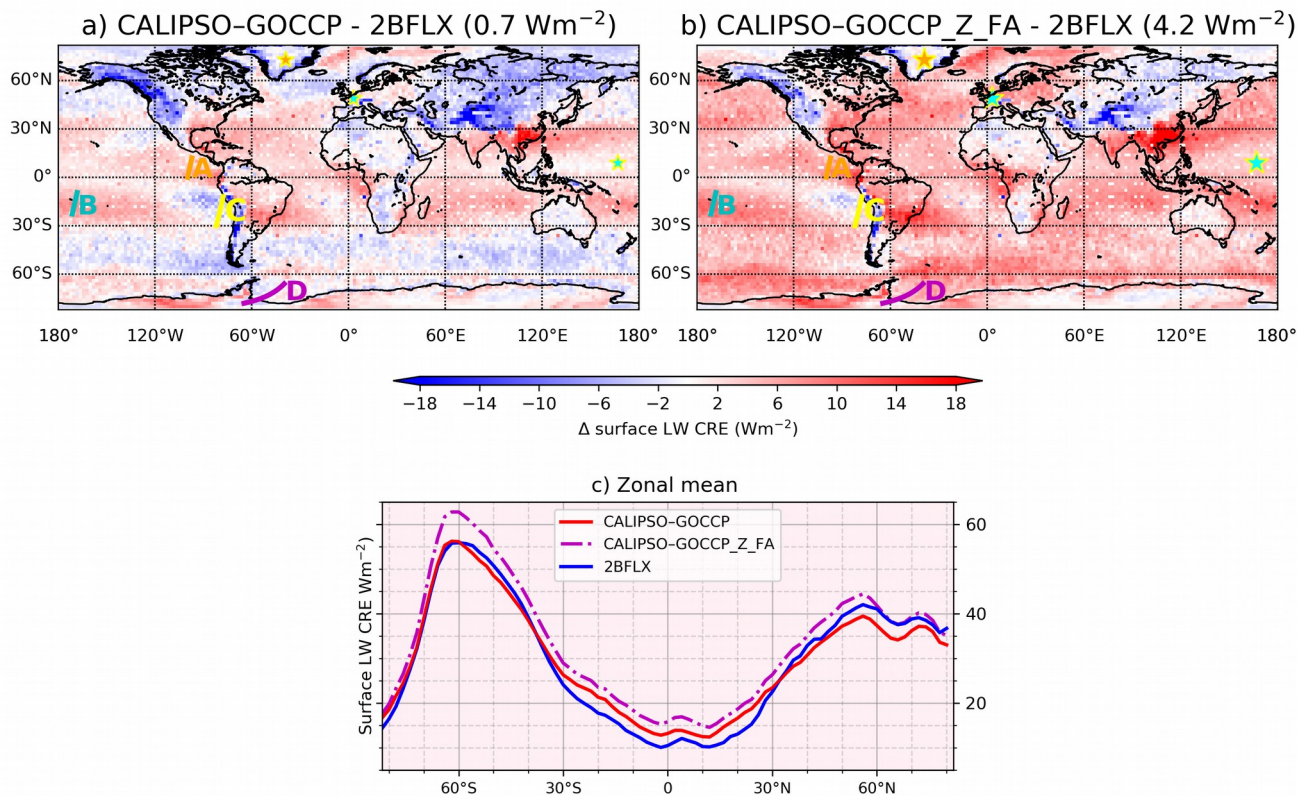 a) CALIPSO–GOCCP - 2BFLX (0.7 Wm⁻²)
b) CALIPSO–GOCCP_Z_FA - 2BFLX (4.2 Wm⁻²)
60°N
30°N
0°
30°S
60°S
A
B
C
D
120°W
60°W
0°
60°E
120°E
180°
60°N
30°N
0°
30°S
60°S
A
B
C
D
120°W
60°W
0°
60°E
120°E
180°
−18 −14 −10 −6 −2 2 6 10 14 18
Δ surface LW CRE (Wm⁻²)
c) Zonal mean
Surface LW CRE Wm⁻²
CALIPSO–GOCCP
CALIPSO–GOCCP_Z_FA
2BFLX
60
40
20
60°S 30°S 0 30°N 60°N